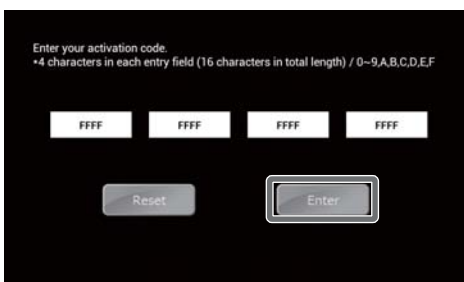 Enter your activation code.
•4 characters in each entry field (16 characters in total length) / 0~9,A,B,C,D,E,F
FFFF FFFF FFFF FFFF
Reset Enter